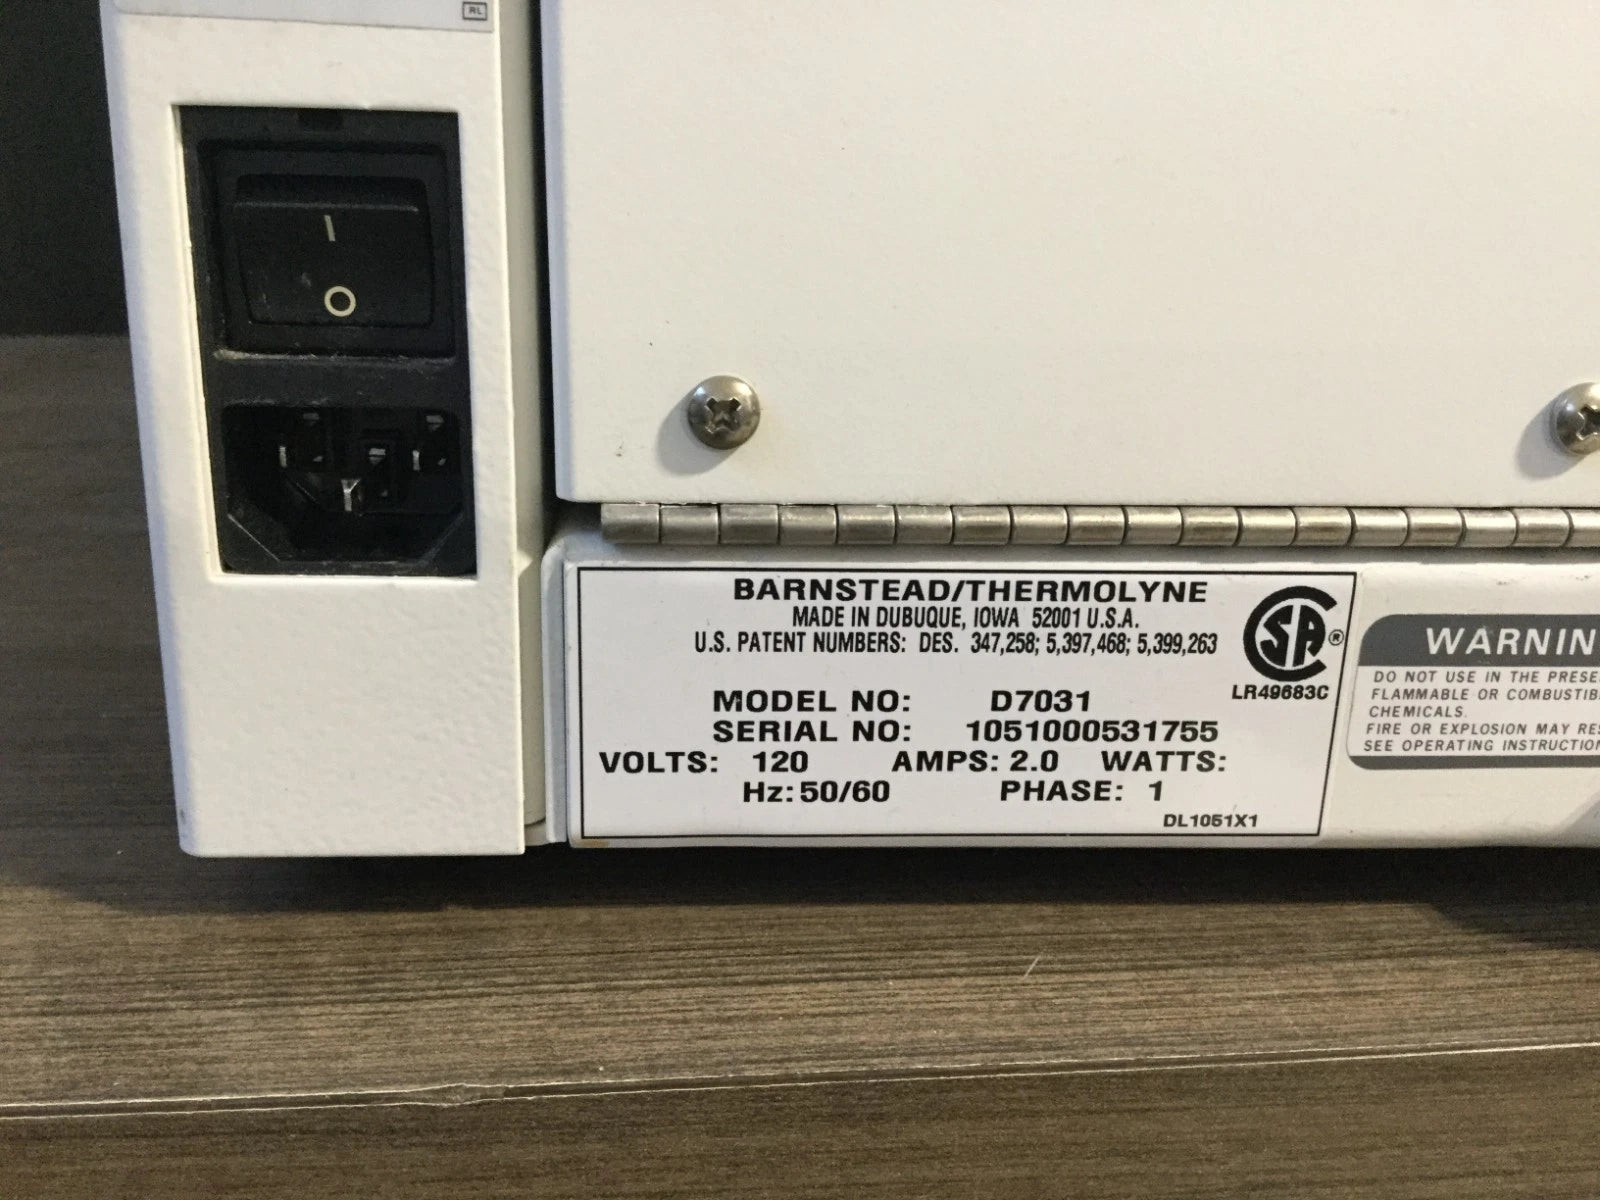 RL
I
O
BARNSTEAD/THERMOLYNE
MADE IN DUBUQUE, IOWA 52001 U.S.A.
U.S. PATENT NUMBERS: DES. 347,258; 5,397,468; 5,399,263
SA ®
LR49683C
MODEL NO: D7031
SERIAL NO: 1051000531755
VOLTS: 120 AMPS: 2.0 WATTS:
Hz: 50/60 PHASE: 1
DL1051X1
WARNIN
DO NOT USE IN THE PRESE
FLAMMABLE OR COMBUSTIB
CHEMICALS.
FIRE OR EXPLOSION MAY RES
SEE OPERATING INSTRUCTION